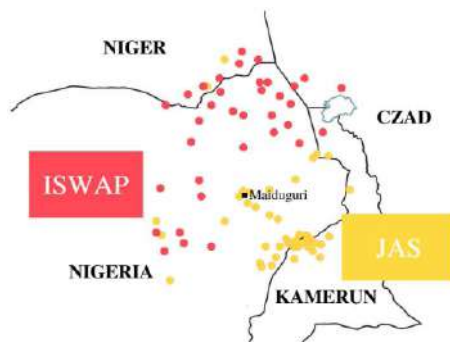 NIGER
CZAD
ISWAP
Maiduguri
JAS
NIGERIA
KAMERUN